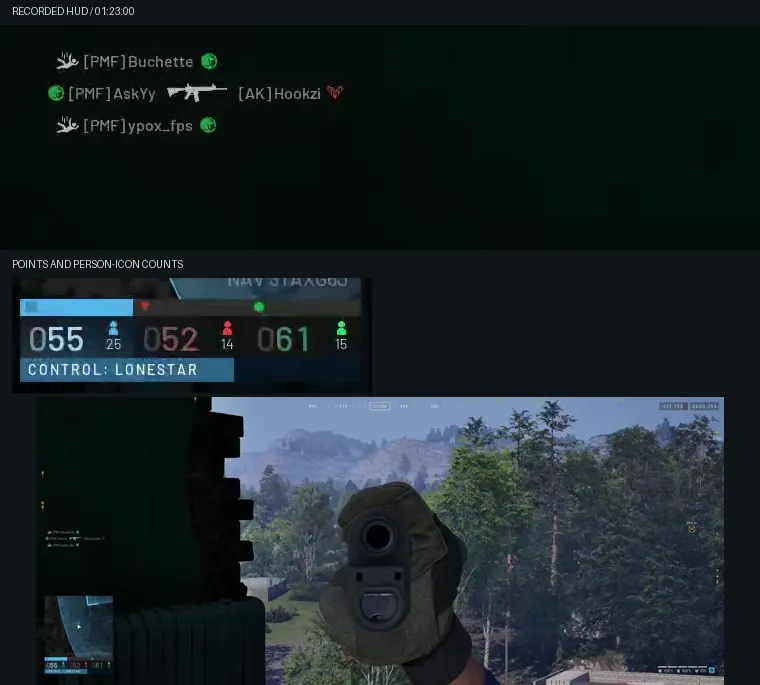 RECORDED HUD / 01:23:00
[PMF]Buchette
[PMF]AskYy [AK]Hookzi
[PMF]ypox_fps
POINTS AND PERSON-ICON COUNTS
055 25 052 14 061 15
CONTROL: LONESTAR